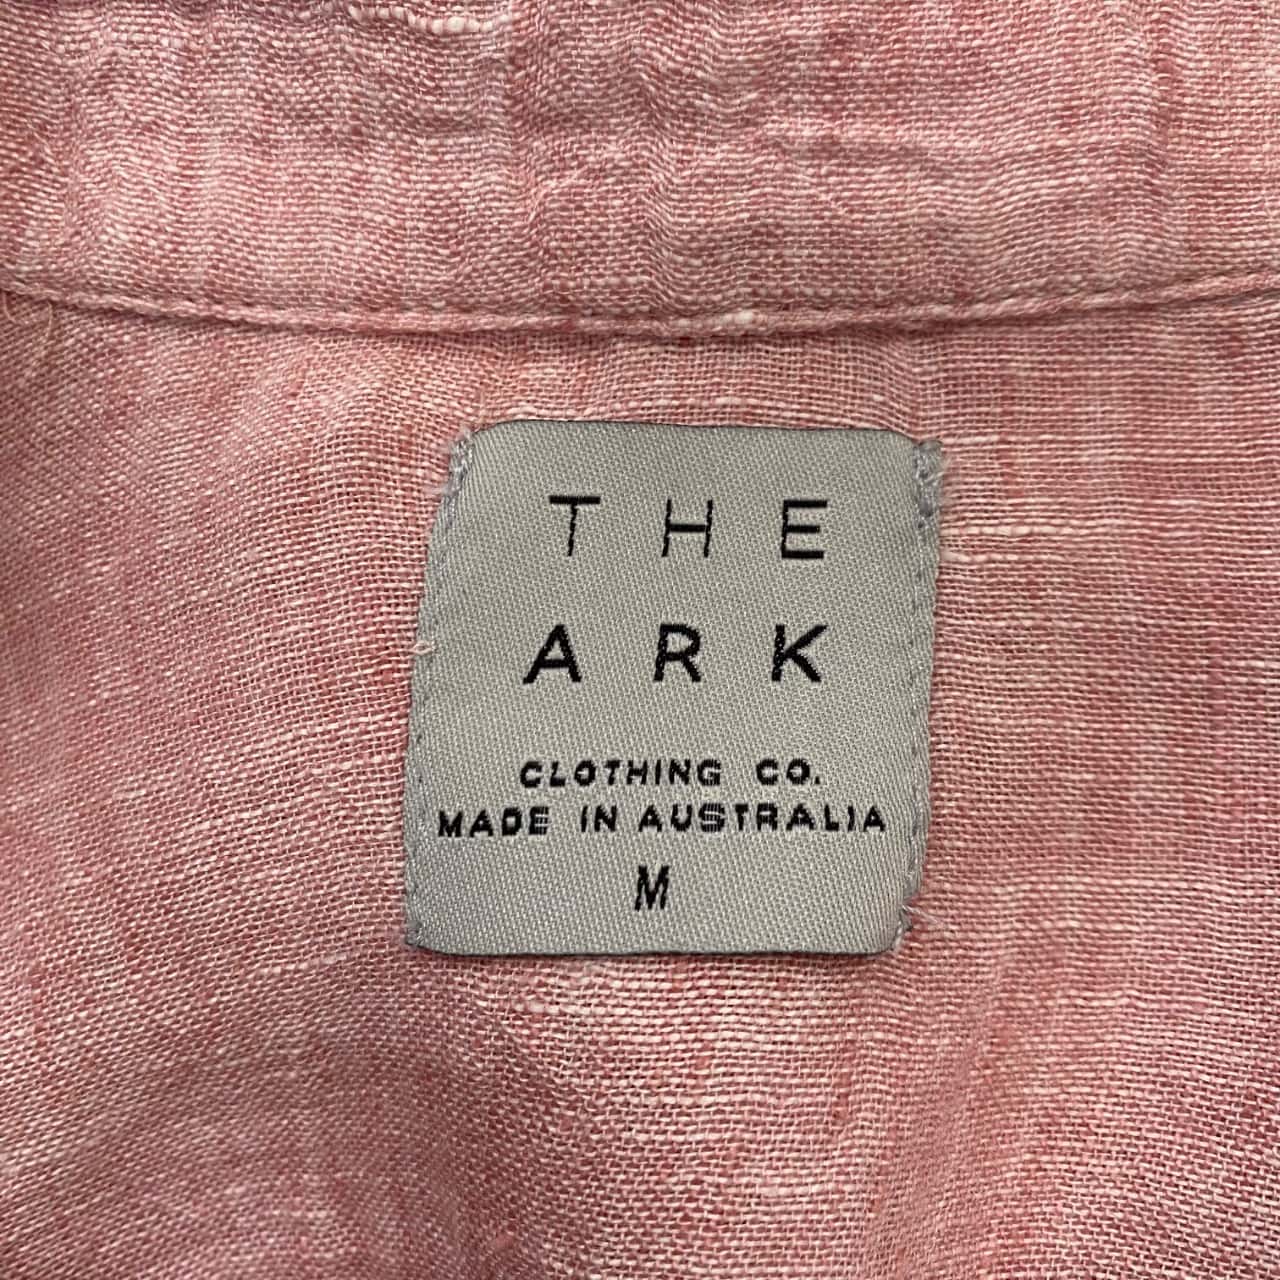 THE
ARK
CLOTHING CO.
MADE IN AUSTRALIA
M